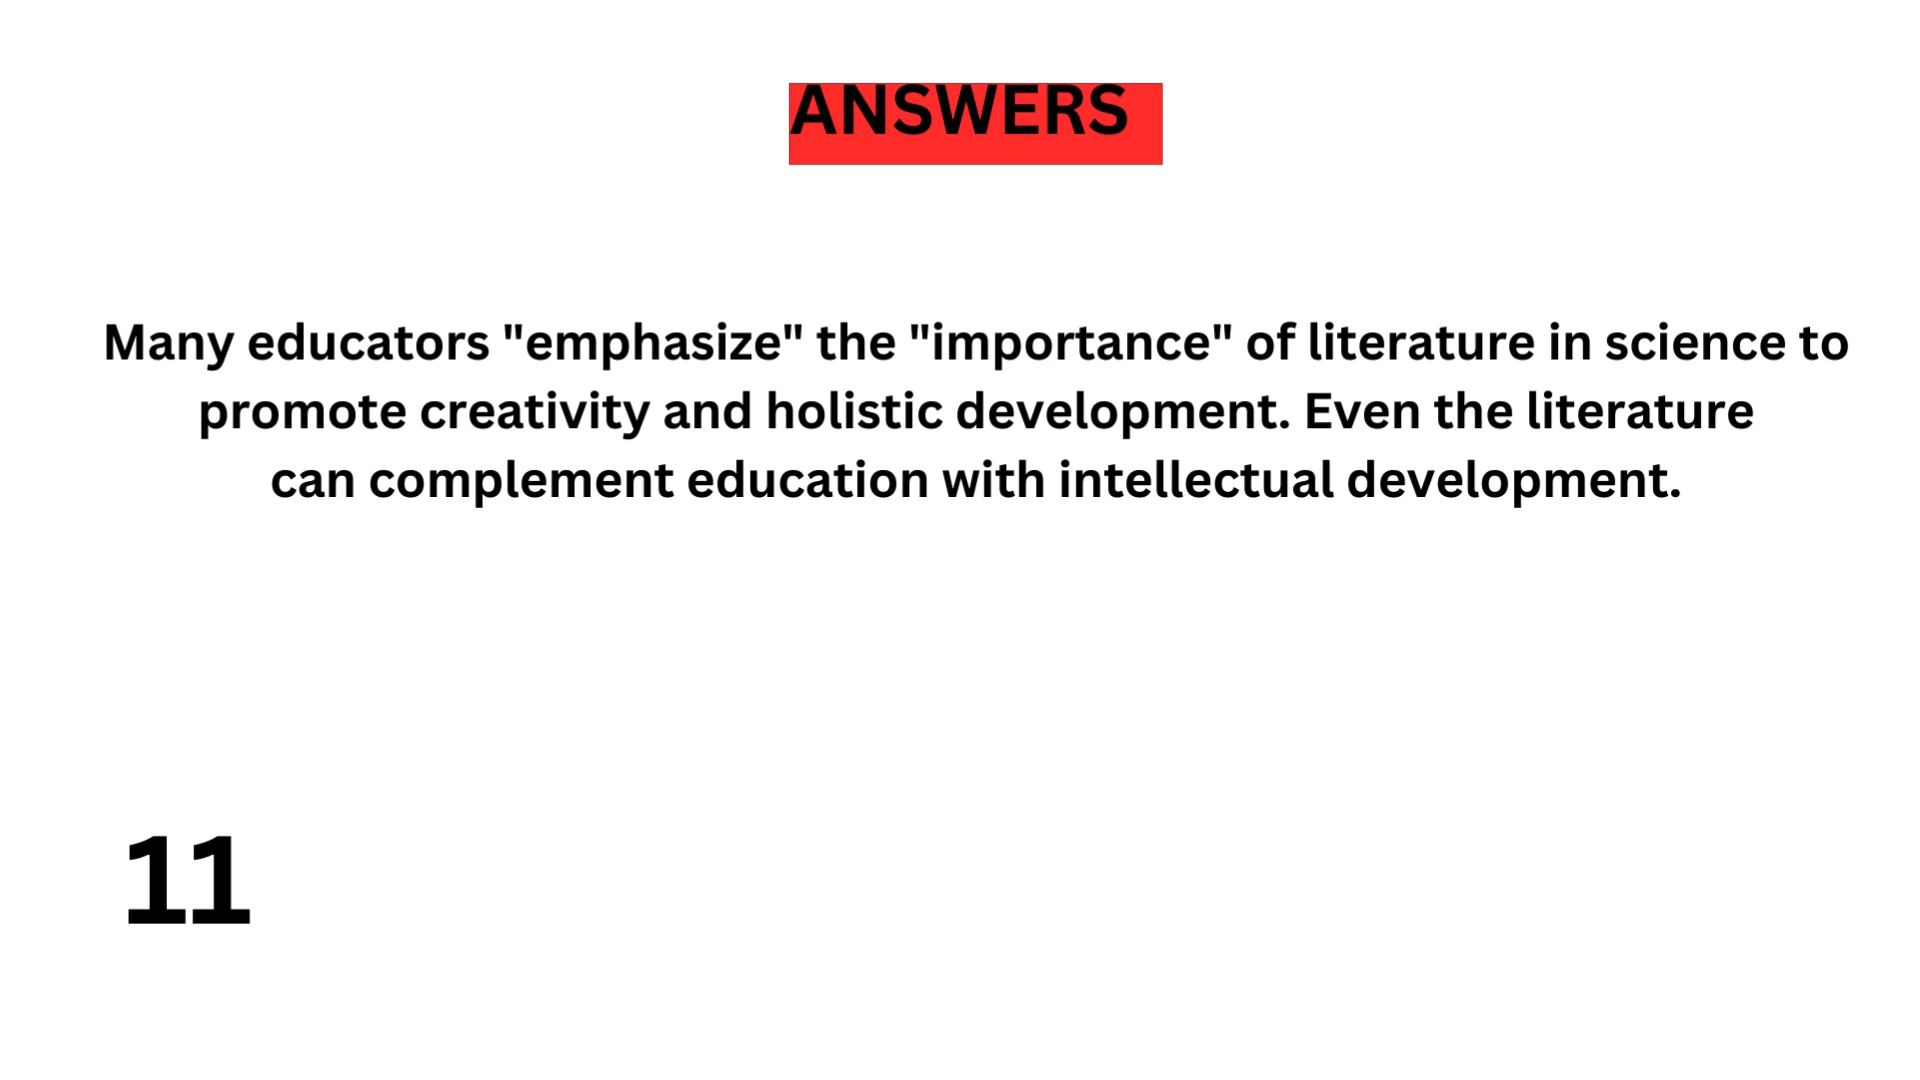 ANSWERS
Many educators "emphasize" the "importance" of literature in science to
promote creativity and holistic development. Even the literature
can complement education with intellectual development.
11